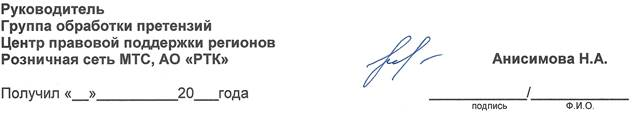 Руководитель
Группа обработки претензий
Центр правовой поддержки регионов
Розничная сеть МТС, АО «РТК» Анисимова Н.А.
Получил «__»__________20___года ____________/___________
подпись Ф.И.О.